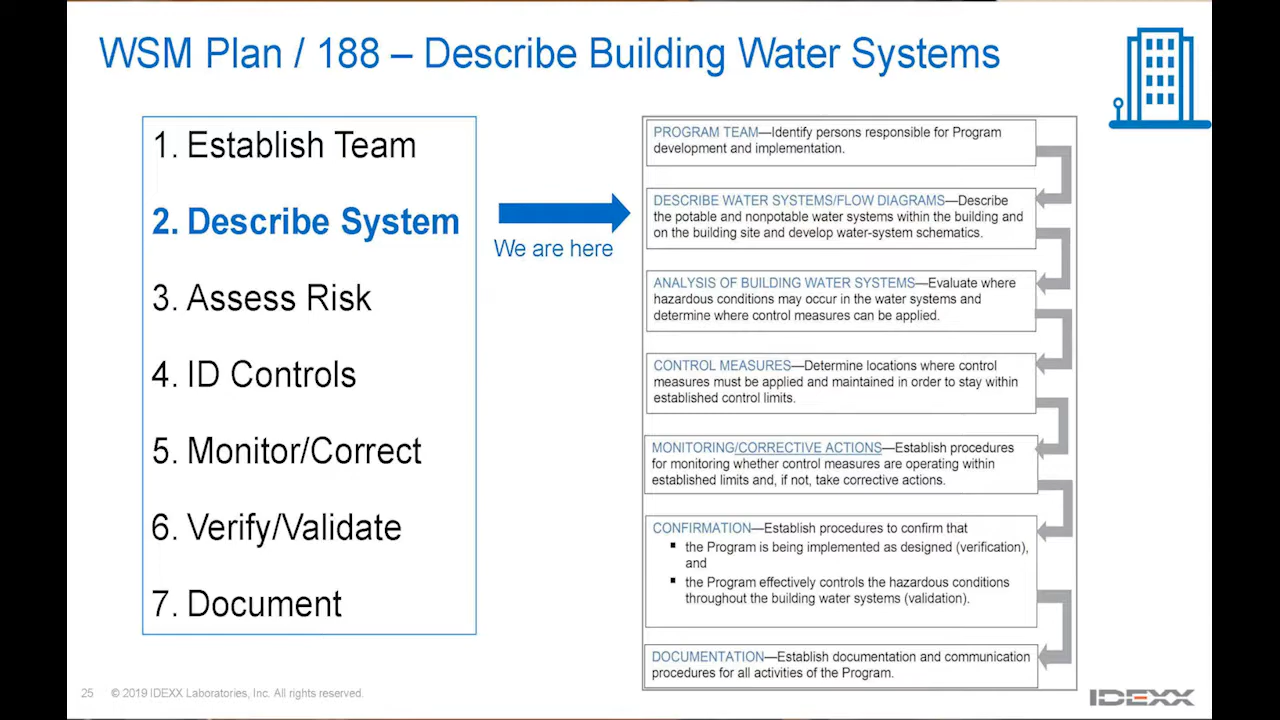 WSM Plan / 188 – Describe Building Water Systems
1. Establish Team
2. Describe System
3. Assess Risk
4. ID Controls
5. Monitor/Correct
6. Verify/Validate
7. Document
We are here
PROGRAM TEAM—Identify persons responsible for Program
development and implementation.
DESCRIBE WATER SYSTEMS/FLOW DIAGRAMS—Describe
the potable and nonpotable water systems within the building and
on the building site and develop water-system schematics.
ANALYSIS OF BUILDING WATER SYSTEMS—Evaluate where
hazardous conditions may occur in the water systems and
determine where control measures can be applied.
CONTROL MEASURES—Determine locations where control
measures must be applied and maintained in order to stay within
established control limits.
MONITORING/CORRECTIVE ACTIONS—Establish procedures
for monitoring whether control measures are operating within
established limits and, if not, take corrective actions.
CONFIRMATION—Establish procedures to confirm that
▪ the Program is being implemented as designed (verification),
and
▪ the Program effectively controls the hazardous conditions
throughout the building water systems (validation).
DOCUMENTATION—Establish documentation and communication
procedures for all activities of the Program.
25 © 2019 IDEXX Laboratories, Inc. All rights reserved.
IDEXX